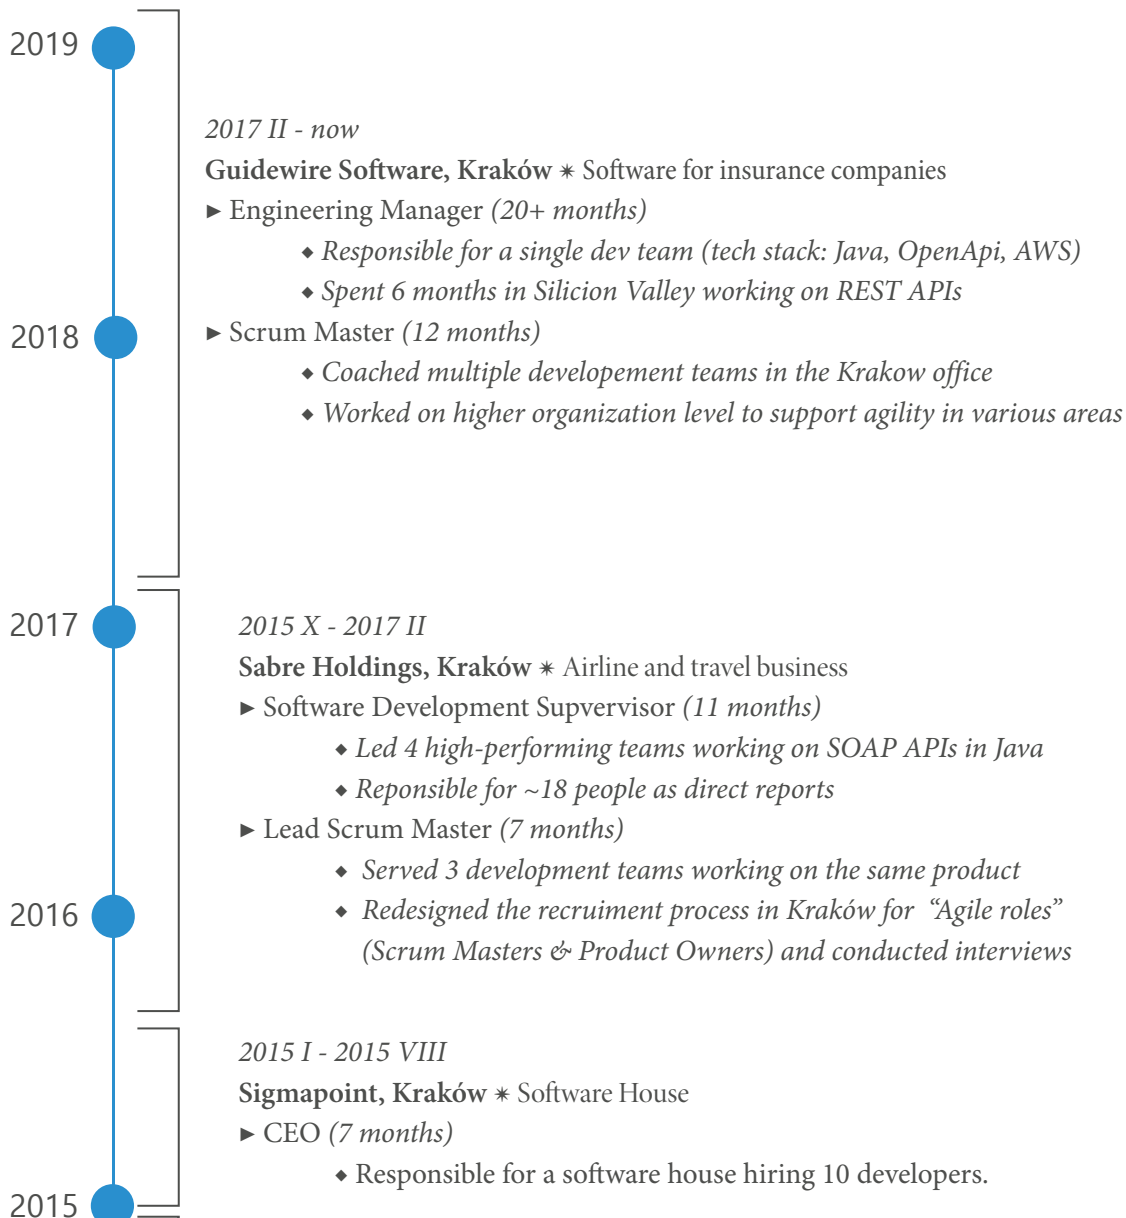 2019
2017 II - now
Guidewire Software, Kraków ✴ Software for insurance companies
► Engineering Manager (20+ months)
◆ Responsible for a single dev team (tech stack: Java, OpenApi, AWS)
◆ Spent 6 months in Silicion Valley working on REST APIs
2018
► Scrum Master (12 months)
◆ Coached multiple developement teams in the Krakow office
◆ Worked on higher organization level to support agility in various areas
2017
2015 X - 2017 II
Sabre Holdings, Kraków ✴ Airline and travel business
► Software Development Supvervisor (11 months)
◆ Led 4 high-performing teams working on SOAP APIs in Java
◆ Reponsible for ~18 people as direct reports
► Lead Scrum Master (7 months)
◆ Served 3 development teams working on the same product
2016
◆ Redesigned the recruiment process in Kraków for “Agile roles”
(Scrum Masters & Product Owners) and conducted interviews
2015 I - 2015 VIII
Sigmapoint, Kraków ✴ Software House
► CEO (7 months)
◆ Responsible for a software house hiring 10 developers.
2015